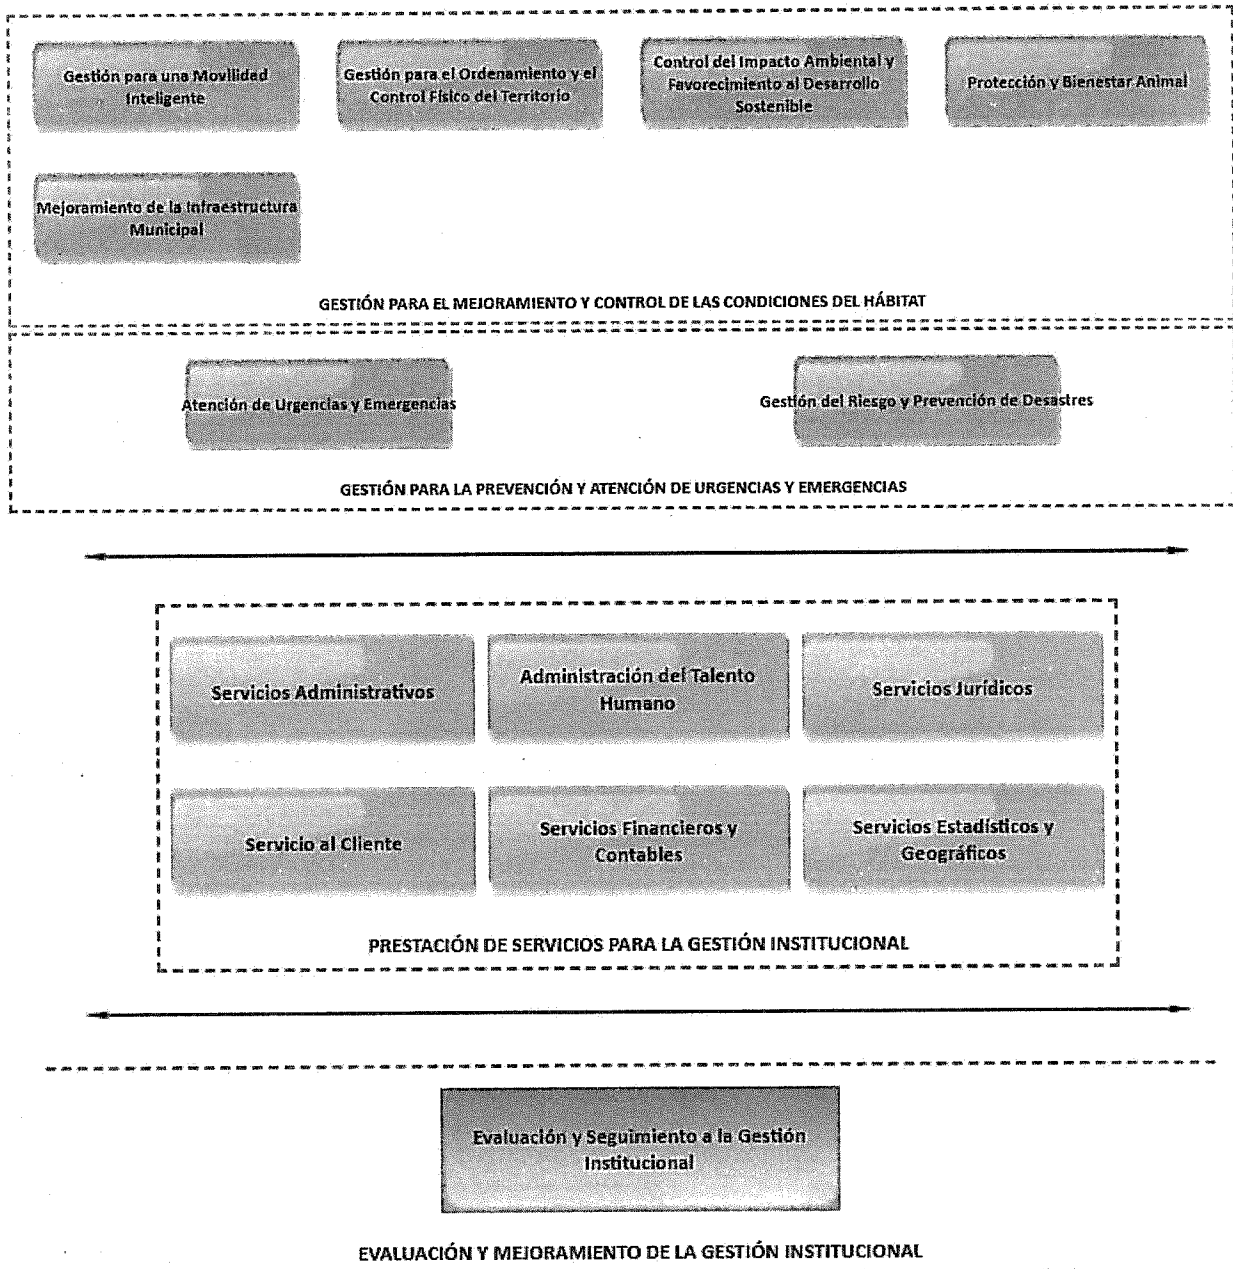 Gestión para una Movilidad
Inteligente
Gestión para el Ordenamiento y el
Control Físico del Territorio
Control del Impacto Ambiental y
Favorecimiento al Desarrollo
Sostenible
Protección y Bienestar Animal
Mejoramiento de la Infraestructura
Municipal
GESTIÓN PARA EL MEJORAMIENTO Y CONTROL DE LAS CONDICIONES DEL HÁBITAT
Atención de Urgencias y Emergencias
Gestión del Riesgo y Prevención de Desastres
GESTIÓN PARA LA PREVENCIÓN Y ATENCIÓN DE URGENCIAS Y EMERGENCIAS
Servicios Administrativos
Administración del Talento
Humano
Servicios Jurídicos
Servicio al Cliente
Servicios Financieros y
Contables
Servicios Estadísticos y
Geográficos
PRESTACIÓN DE SERVICIOS PARA LA GESTIÓN INSTITUCIONAL
Evaluación y Seguimiento a la Gestión
Institucional
EVALUACIÓN Y MEJORAMIENTO DE LA GESTIÓN INSTITUCIONAL